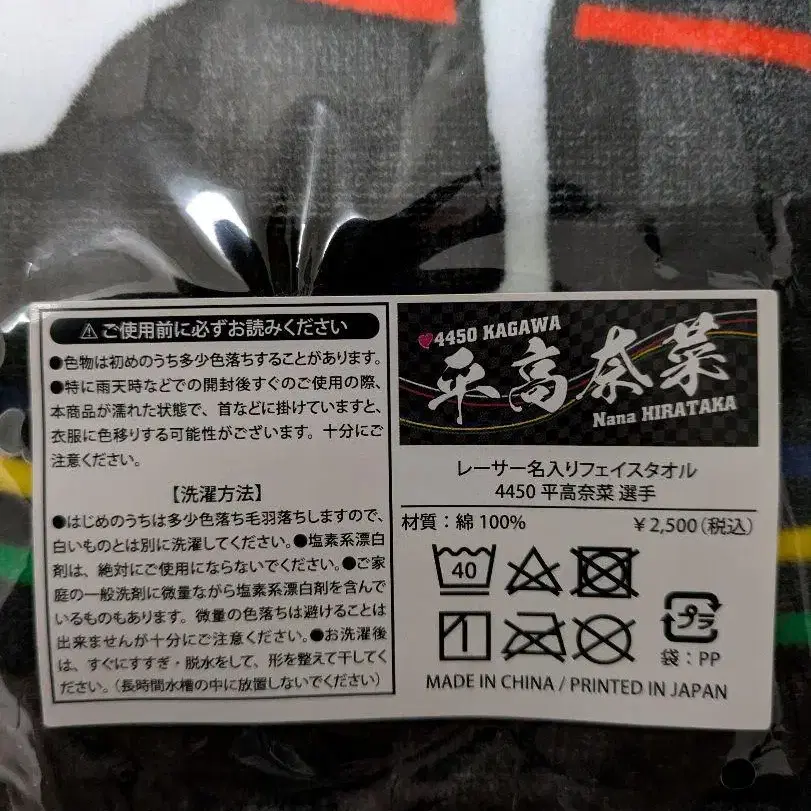 ⚠ご使用前に必ずお読みください
●色物は初めのうち多少色落ちすることがあります。
●特に雨天時などでの開封後すぐのご使用の際、
本商品が濡れた状態で、首などに掛けていますと、
衣服に色移りする可能性がございます。十分にご
注意ください。
【洗濯方法】
●はじめのうちは多少色落ち毛羽落ちしますので、
白いものとは別に洗濯してください。●塩素系漂白
剤は、絶対にご使用にならないでください。●ご家
庭の一般洗剤に微量ながら塩素系漂白剤を含んで
いるものもあります。微量の色落ちは避けることは
出来ませんが十分にご注意ください。●お洗濯後
は、すぐにすすぎ・脱水をして、形を整えて干してく
ださい。(長時間水槽の中に放置しないでください)
4450 KAGAWA
平高奈菜
Nana HIRATAKA
レーサー名入りフェイスタオル
4450 平高奈菜 選手
材質：綿 100% ￥2,500(税込)
40
プラ
袋：PP
MADE IN CHINA / PRINTED IN JAPAN